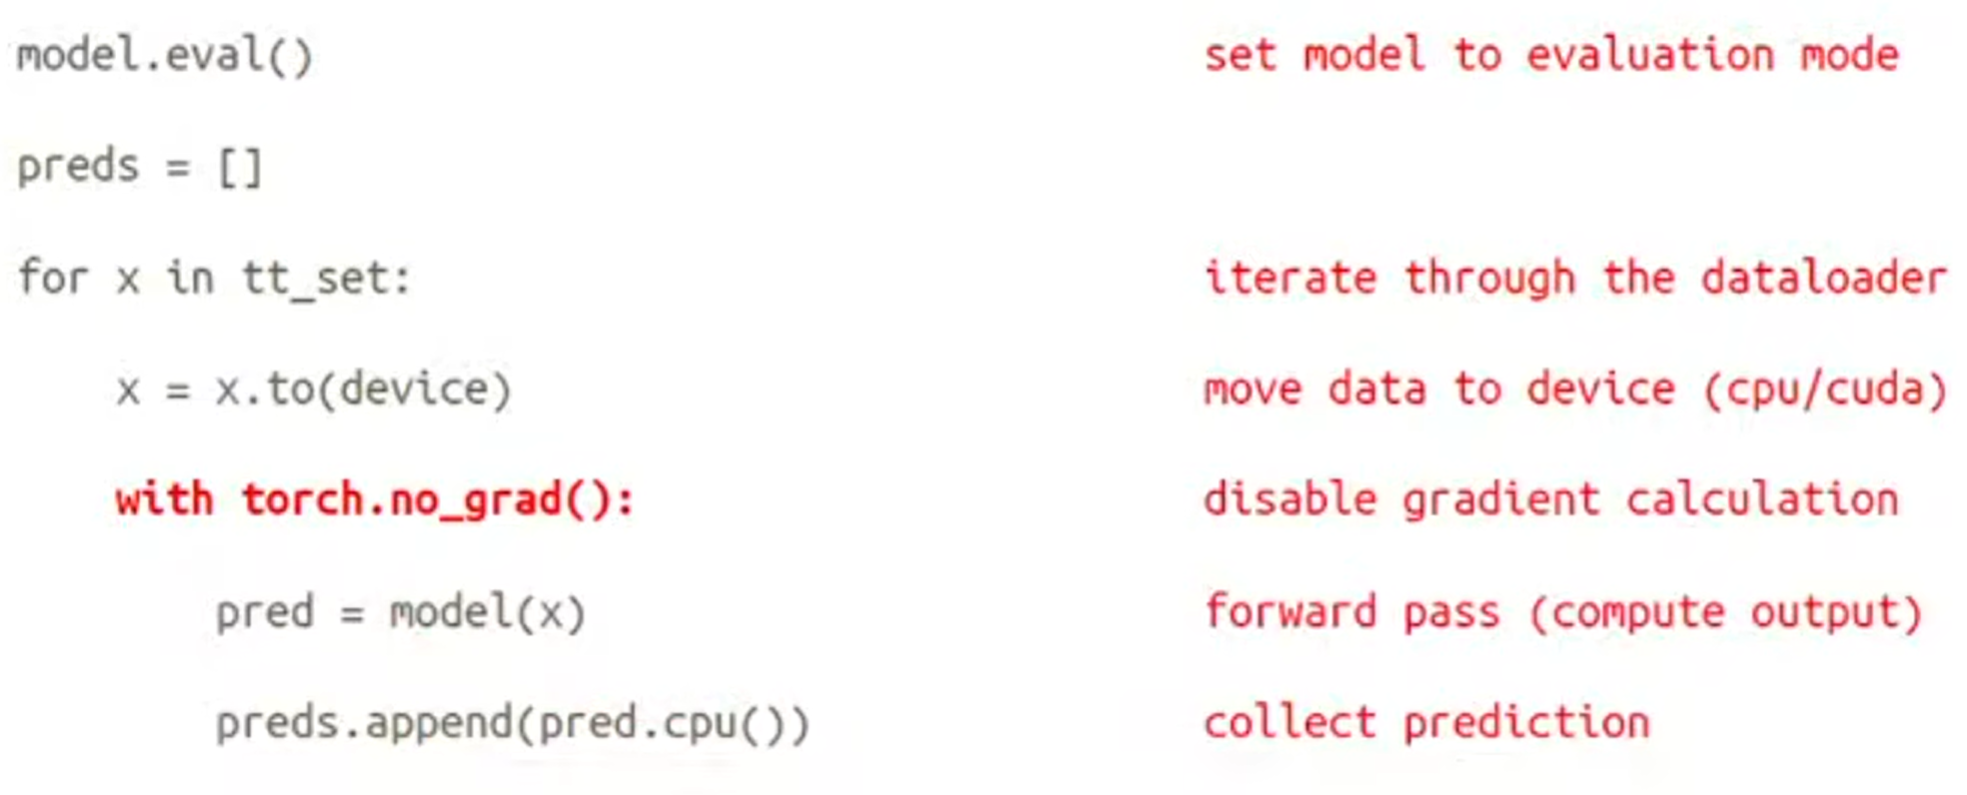 model.eval() set model to evaluation mode
preds = []
for x in tt_set: iterate through the dataloader
x = x.to(device) move data to device (cpu/cuda)
with torch.no_grad(): disable gradient calculation
pred = model(x) forward pass (compute output)
preds.append(pred.cpu()) collect prediction